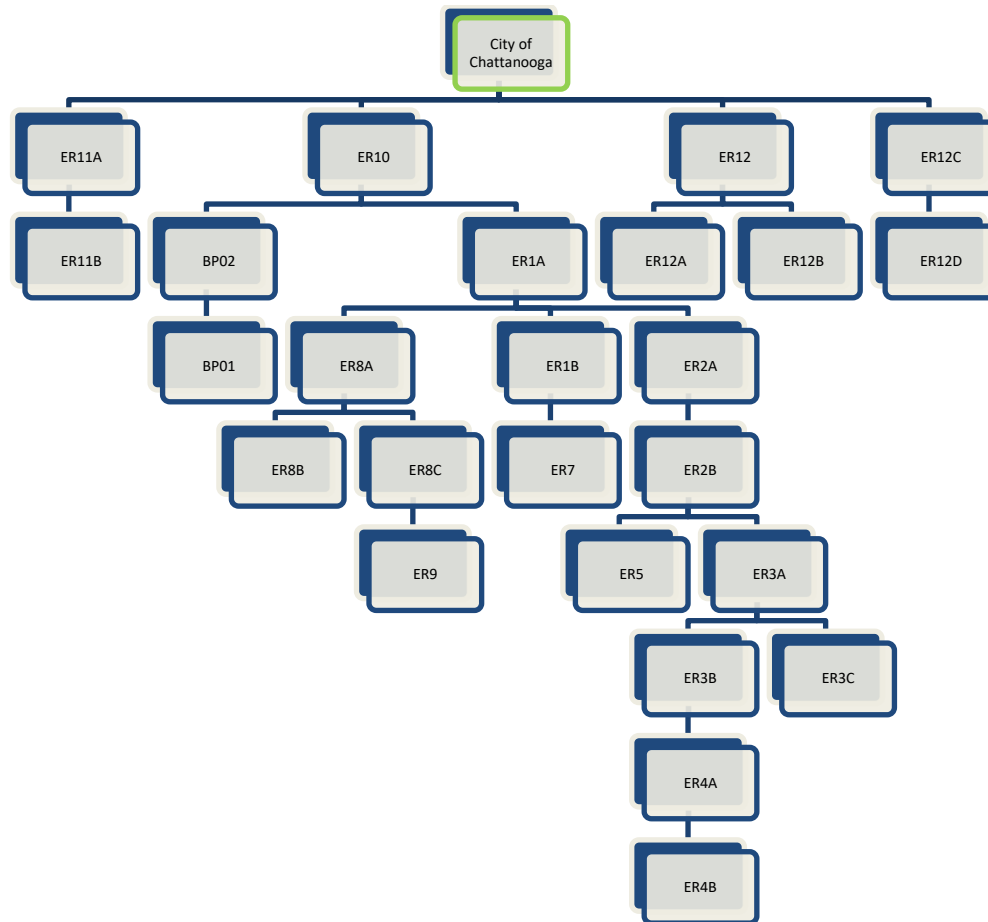 City of
Chattanooga
ER11A
ER10
ER12
ER12C
ER11B
BP02
ER1A
ER12A
ER12B
ER12D
BP01
ER8A
ER1B
ER2A
ER8B
ER8C
ER7
ER2B
ER9
ER5
ER3A
ER3B
ER3C
ER4A
ER4B